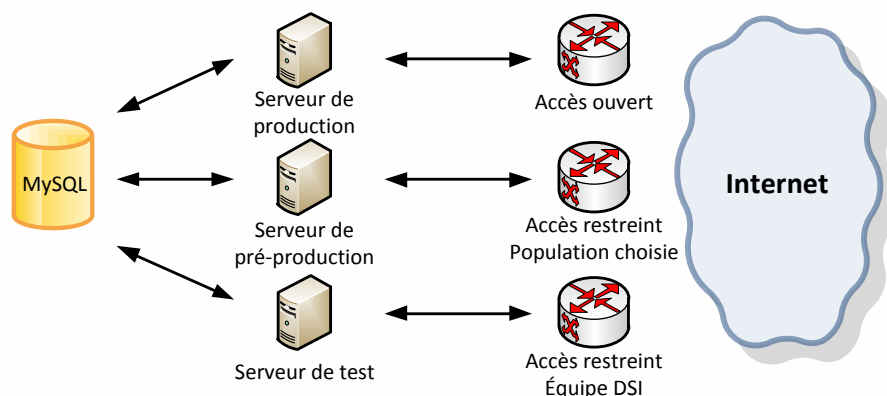 Serveur de
production
Accès ouvert
MySQL
Internet
Serveur de
pré-production
Accès restreint
Population choisie
Serveur de test
Accès restreint
Équipe DSI